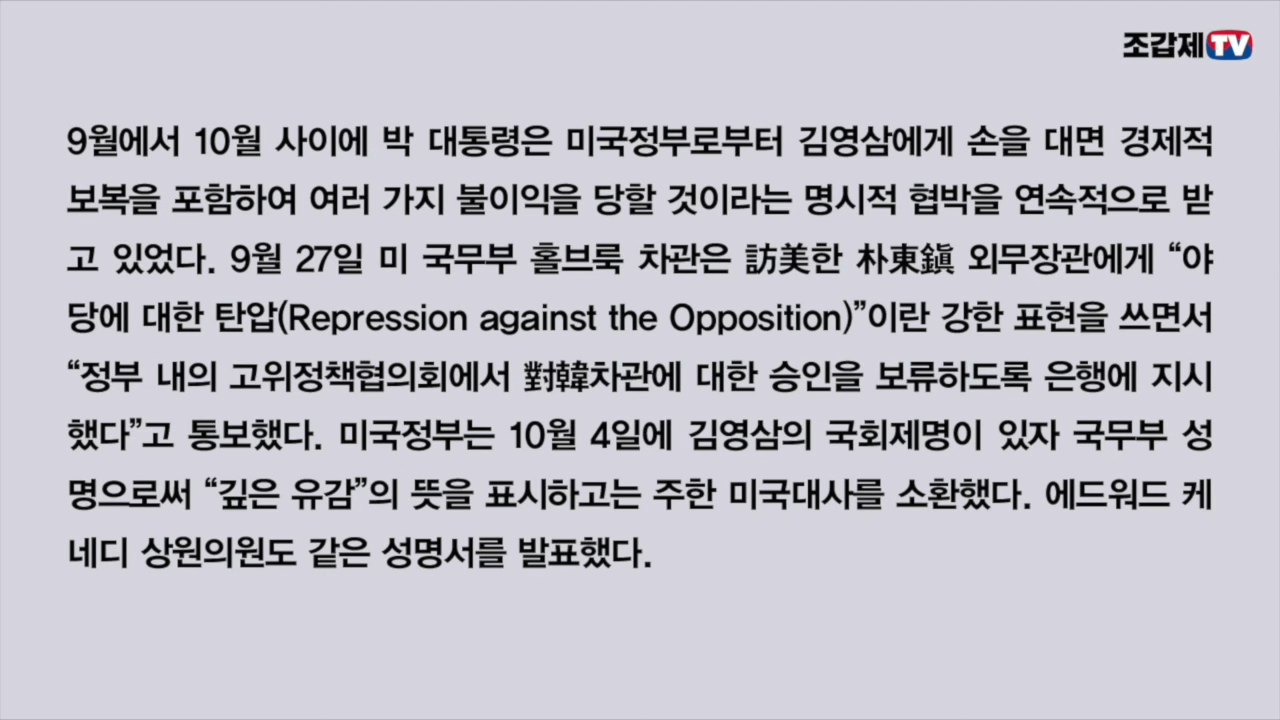 조갑제TV
9월에서 10월 사이에 박 대통령은 미국정부로부터 김영삼에게 손을 대면 경제적
보복을 포함하여 여러 가지 불이익을 당할 것이라는 명시적 협박을 연속적으로 받
고 있었다. 9월 27일 미 국무부 홀브룩 차관은 訪美한 朴東鎭 외무장관에게 “야
당에 대한 탄압(Repression against the Opposition)”이란 강한 표현을 쓰면서
“정부 내의 고위정책협의회에서 對韓차관에 대한 승인을 보류하도록 은행에 지시
했다”고 통보했다. 미국정부는 10월 4일에 김영삼의 국회제명이 있자 국무부 성
명으로써 “깊은 유감”의 뜻을 표시하고는 주한 미국대사를 소환했다. 에드워드 케
네디 상원의원도 같은 성명서를 발표했다.